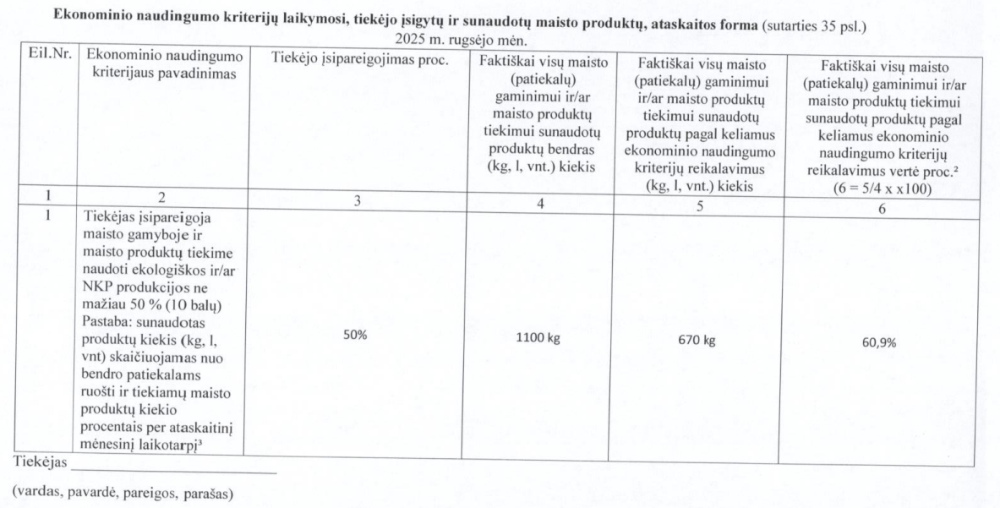 Ekonominio naudingumo kriterijų laikymosi, tiekėjo įsigytų ir sunaudotų maisto produktų, ataskaitos forma (sutarties 35 psl.)
2025 m. rugsėjo mėn.
Eil.Nr.
Ekonominio naudingumo
kriterijaus pavadinimas
Tiekėjo įsipareigojimas proc.
Faktiškai visų maisto
(patiekalų)
gaminimui ir/ar
maisto produktų
tiekimui sunaudotų
produktų bendras
(kg, l, vnt.) kiekis
Faktiškai visų maisto
(patiekalų) gaminimui
ir/ar maisto produktų
tiekimui sunaudotų
produktų pagal keliamus
ekonominio naudingumo
kriterijų reikalavimus
(kg, l, vnt.) kiekis
Faktiškai visų maisto
(patiekalų) gaminimui ir/ar
maisto produktų tiekimui
sunaudotų produktų pagal
keliamus ekonominio
naudingumo kriterijų
reikalavimus vertė proc.²
(6 = 5/4 x x100)
1
2
3
4
5
6
1
Tiekėjas įsipareigoja
maisto gamyboje ir
maisto produktų tiekime
naudoti ekologiškos ir/ar
NKP produkcijos ne
mažiau 50 % (10 balų)
Pastaba: sunaudotas
produktų kiekis (kg, l,
vnt) skaičiuojamas nuo
bendro patiekalams
ruošti ir tiekiamų maisto
produktų kiekio
procentais per ataskaitinį
mėnesinį laikotarpį³
50%
1100 kg
670 kg
60,9%
Tiekėjas
(vardas, pavardė, pareigos, parašas)